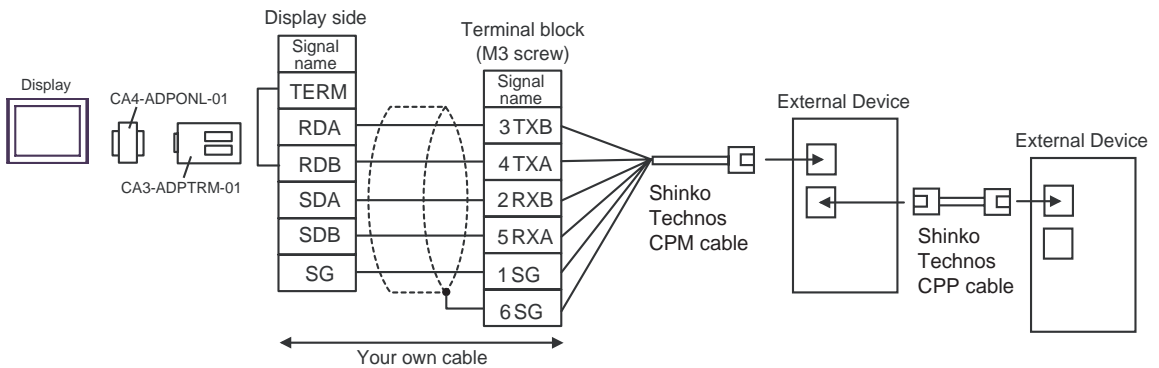 Display side
Terminal block
(M3 screw)
Signal
name
Signal
name
Display
CA4-ADPONL-01
CA3-ADPTRM-01
TERM
RDA
RDB
SDA
SDB
SG
3 TXB
4 TXA
2 RXB
5 RXA
1 SG
6 SG
Your own cable
Shinko
Technos
CPM cable
External Device
Shinko
Technos
CPP cable
External Device